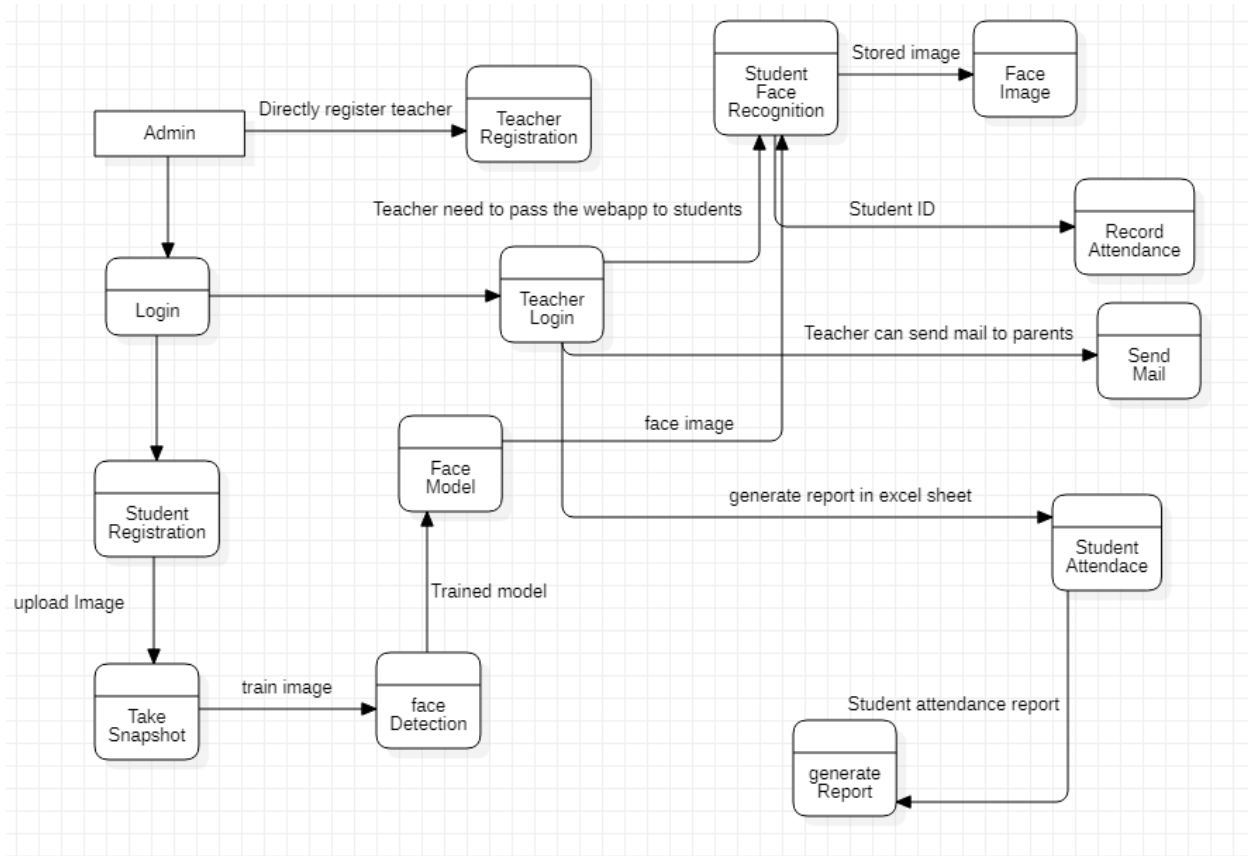 Student
Face
Recognition
Stored image
Face
Image
Admin
Directly register teacher
Teacher
Registration
Teacher need to pass the webapp to students
Student ID
Record
Attendance
Login
Teacher
Login
Teacher can send mail to parents
Send
Mail
Face
Model
face image
Student
Registration
generate report in excel sheet
Student
Attendace
upload Image
Trained model
Take
Snapshot
train image
face
Detection
Student attendance report
generate
Report